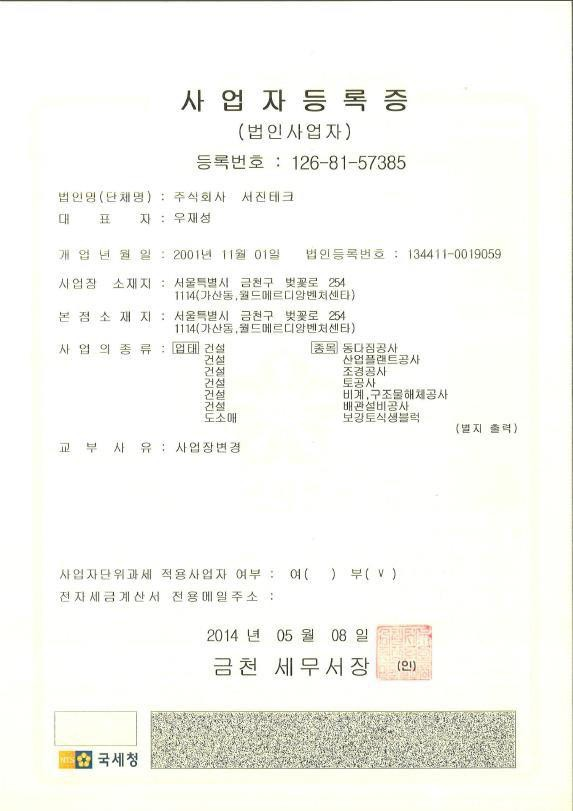 사업자등록증
(법인사업자)
등록번호 : 126-81-57385
법인명(단체명) : 주식회사 서진테크
대 표 자 : 우재성
개 업 년 월 일 : 2001년 11월 01일 법인등록번호 : 134411-0019059
사업장 소재지 : 서울특별시 금천구 벚꽃로 254
1114(가산동,월드메르디앙벤처센타)
본 점 소 재 지 : 서울특별시 금천구 벚꽃로 254
1114(가산동,월드메르디앙벤처센타)
사 업 의 종 류 : 업태 건설 종목 동다짐공사
건설 산업플랜트공사
건설 조경공사
건설 토공사
건설 비계,구조물해체공사
건설 배관설비공사
도소매 보강토식생블럭
(별지 출력)
교 부 사 유 : 사업장변경
사업자단위과세 적용사업자 여부 : 여( ) 부( V )
전자세금계산서 전용메일주소 :
2014 년 05 월 08 일
금천 세무서장 (인)
NTS 국세청